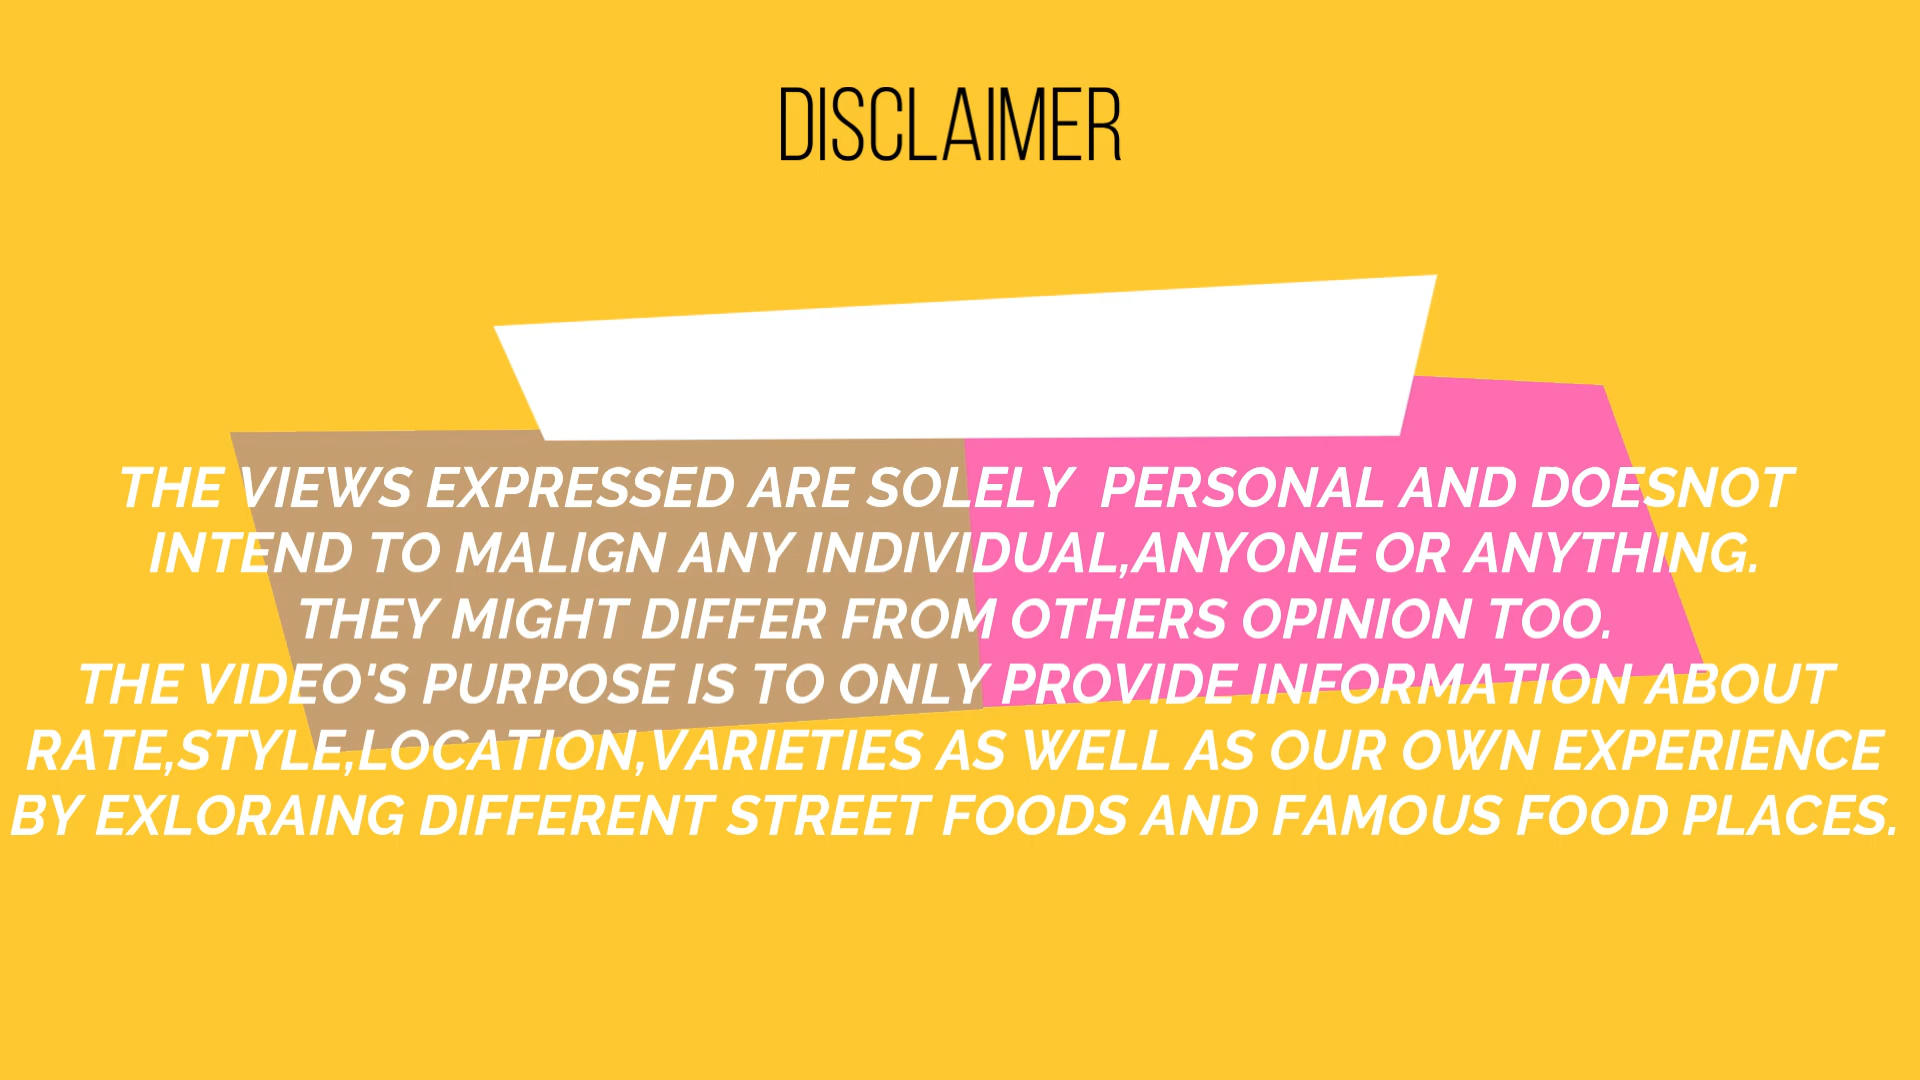 DISCLAIMER
THE VIEWS EXPRESSED ARE SOLELY  PERSONAL AND DOESNOT
INTEND TO MALIGN ANY INDIVIDUAL,ANYONE OR ANYTHING.
THEY MIGHT DIFFER FROM OTHERS OPINION TOO.
THE VIDEO'S PURPOSE IS TO ONLY PROVIDE INFORMATION ABOUT
RATE,STYLE,LOCATION,VARIETIES AS WELL AS OUR OWN EXPERIENCE
BY EXLORAING DIFFERENT STREET FOODS AND FAMOUS FOOD PLACES.